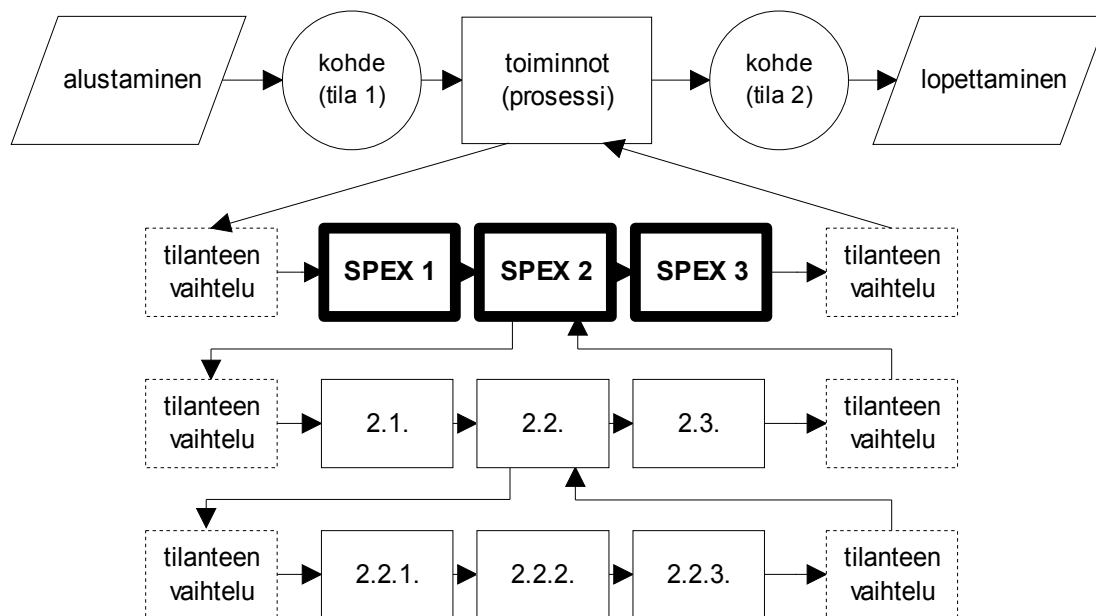 alustaminen
kohde
(tila 1)
toiminnot
(prosessi)
kohde
(tila 2)
lopettaminen
tilanteen
vaihtelu
SPEX 1
SPEX 2
SPEX 3
tilanteen
vaihtelu
tilanteen
vaihtelu
2.1.
2.2.
2.3.
tilanteen
vaihtelu
tilanteen
vaihtelu
2.2.1.
2.2.2.
2.2.3.
tilanteen
vaihtelu